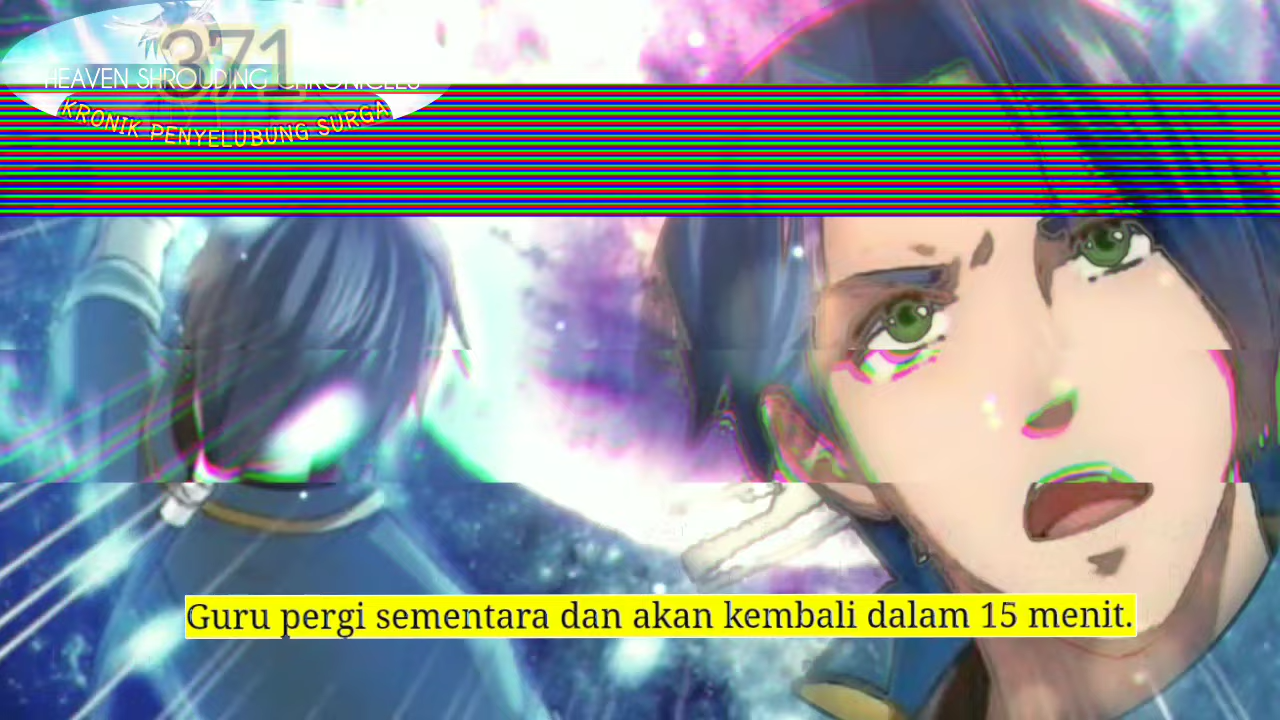 371
HEAVEN SHROUDING CHRONICLES
KRONIK PENYELUBUNG SURGA
Guru pergi sementara dan akan kembali dalam 15 menit.